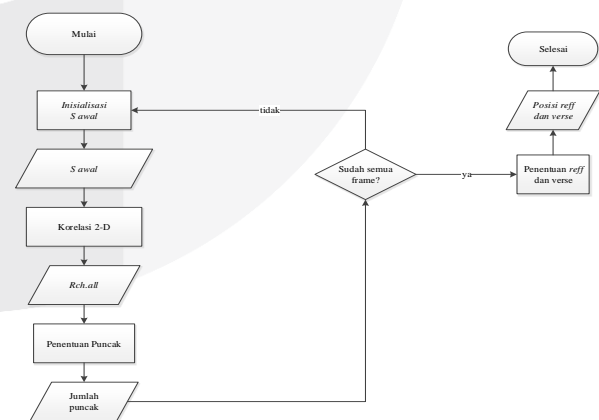 Mulai
Inisialisasi
S awal
S awal
Korelasi 2-D
Rch.all
Penentuan Puncak
Jumlah
puncak
tidak
Sudah semua
frame?
ya
Penentuan reff
dan verse
Posisi reff
dan verse
Selesai